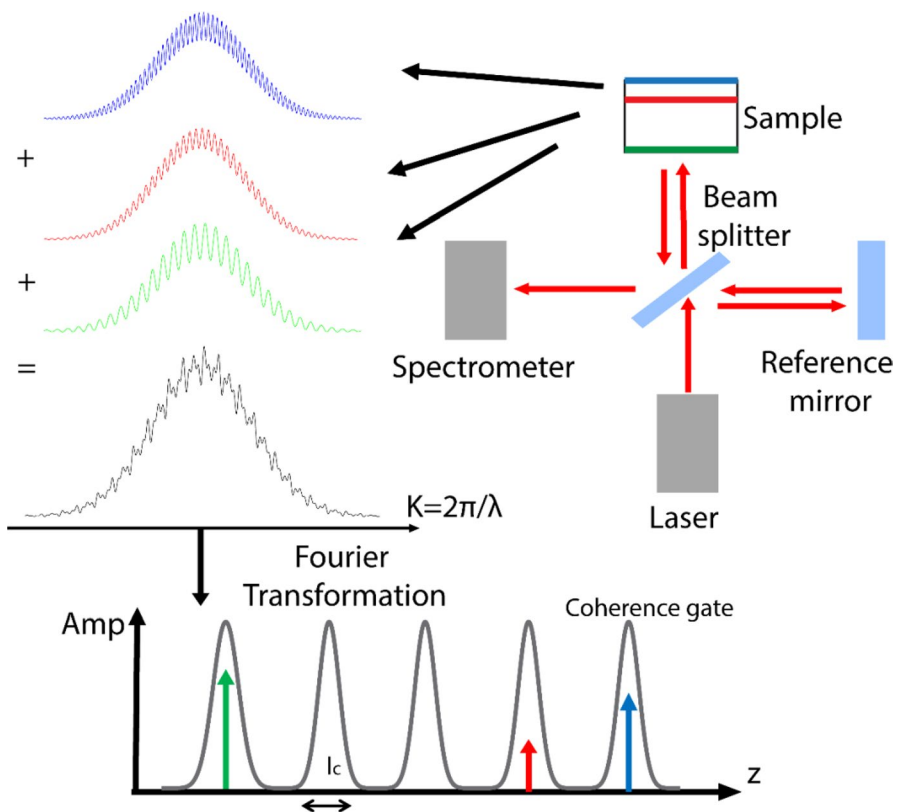 Sample
+
Beam
splitter
+
Spectrometer
Reference
mirror
=
K=2π/λ
Laser
Fourier
Transformation
Amp
Coherence gate
lc
z